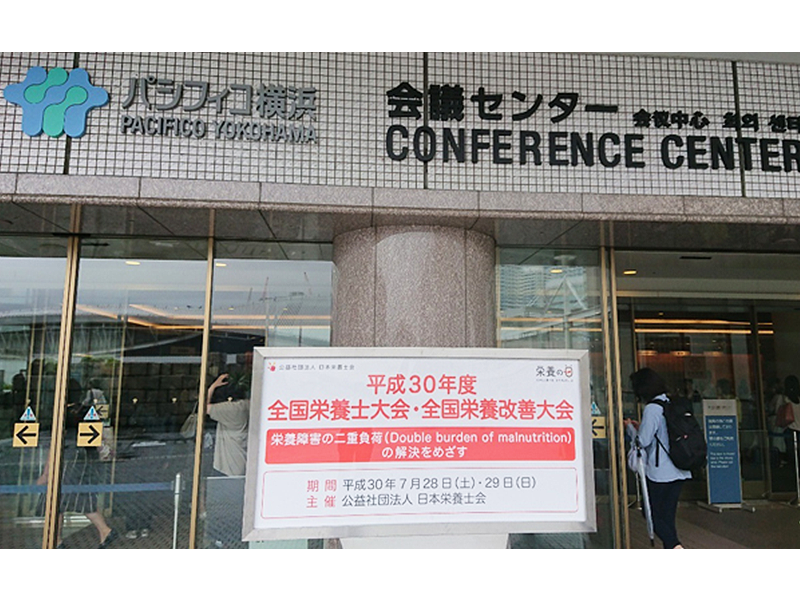 パシフィコ横浜
PACIFICO YOKOHAMA
会議センター 会议中心
CONFERENCE CENTER
公益社団法人 日本栄養士会
栄養の日
平成30年度
全国栄養士大会・全国栄養改善大会
栄養障害の二重負荷(Double burden of malnutrition)
の解決をめざす
期間 平成30年7月28日(土)・29日(日)
主催 公益社団法人 日本栄養士会